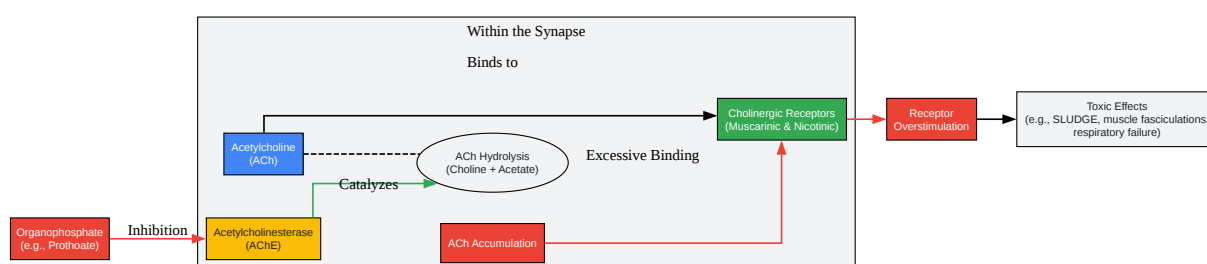 Within the Synapse
Binds to
Cholinergic Receptors
(Muscarinic & Nicotinic)
Receptor
Overstimulation
Toxic Effects
(e.g., SLUDGE, muscle fasciculations,
respiratory failure)
Acetylcholine
(ACh)
ACh Hydrolysis
(Choline + Acetate)
Excessive Binding
Catalyzes
Organophosphate
(e.g., Prothoate)
Inhibition
Acetylcholinesterase
(AChE)
ACh Accumulation